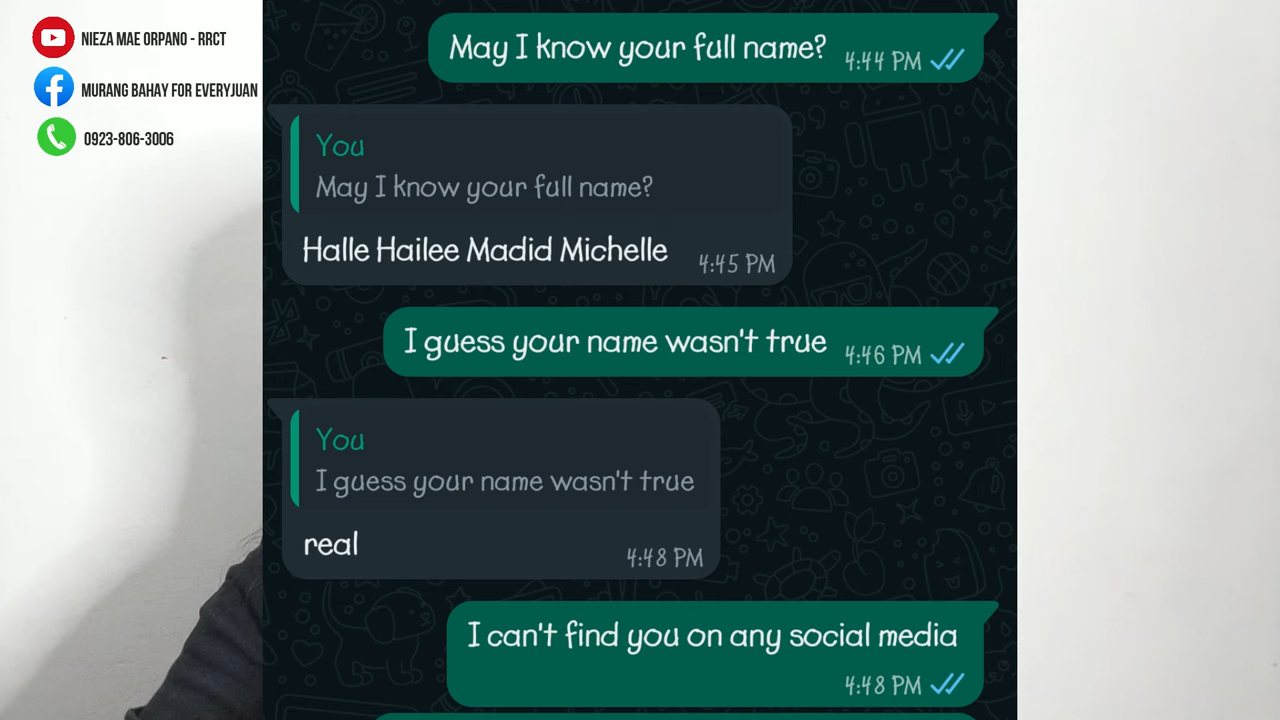 NIEZA MAE ORPANO - RRCT
MURANG BAHAY FOR EVERYJUAN
0923-806-3006
May I know your full name? 4:44 PM
You
May I know your full name?
Halle Hailee Madid Michelle 4:45 PM
I guess your name wasn't true 4:46 PM
You
I guess your name wasn't true
real 4:48 PM
I can't find you on any social media
4:48 PM